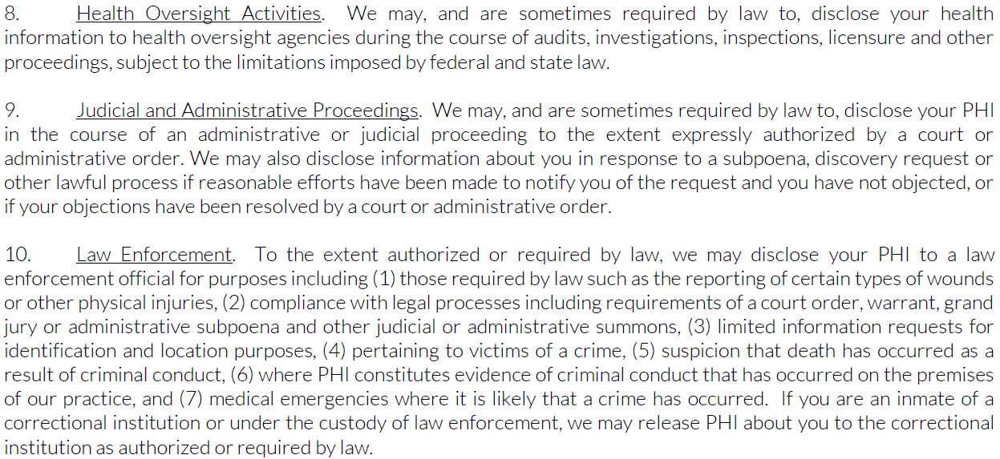 8. Health Oversight Activities. We may, and are sometimes required by law to, disclose your health
information to health oversight agencies during the course of audits, investigations, inspections, licensure and other
proceedings, subject to the limitations imposed by federal and state law.
9. Judicial and Administrative Proceedings. We may, and are sometimes required by law to, disclose your PHI
in the course of an administrative or judicial proceeding to the extent expressly authorized by a court or
administrative order. We may also disclose information about you in response to a subpoena, discovery request or
other lawful process if reasonable efforts have been made to notify you of the request and you have not objected, or
if your objections have been resolved by a court or administrative order.
10. Law Enforcement. To the extent authorized or required by law, we may disclose your PHI to a law
enforcement official for purposes including (1) those required by law such as the reporting of certain types of wounds
or other physical injuries, (2) compliance with legal processes including requirements of a court order, warrant, grand
jury or administrative subpoena and other judicial or administrative summons, (3) limited information requests for
identification and location purposes, (4) pertaining to victims of a crime, (5) suspicion that death has occurred as a
result of criminal conduct, (6) where PHI constitutes evidence of criminal conduct that has occurred on the premises
of our practice, and (7) medical emergencies where it is likely that a crime has occurred. If you are an inmate of a
correctional institution or under the custody of law enforcement, we may release PHI about you to the correctional
institution as authorized or required by law.